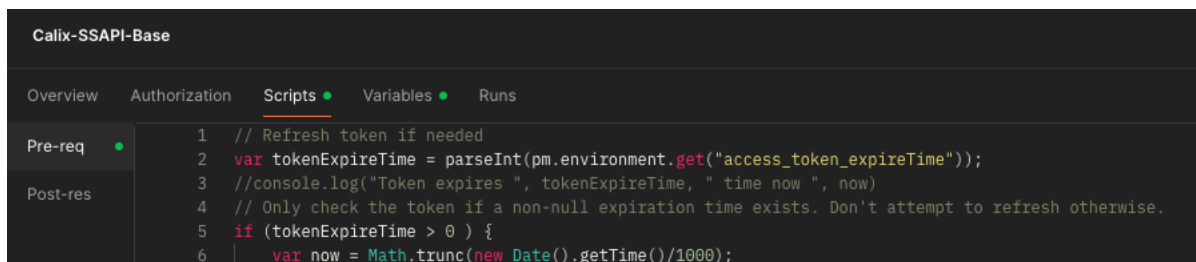 Calix-SSAPI-Base
Overview Authorization Scripts Variables Runs
Pre-req
Post-res
1 // Refresh token if needed
2 var tokenExpireTime = parseInt(pm.environment.get("access_token_expireTime"));
3 //console.log("Token expires ", tokenExpireTime, " time now ", now)
4 // Only check the token if a non-null expiration time exists. Don't attempt to refresh otherwise.
5 if (tokenExpireTime > 0 ) {
6 var now = Math.trunc(new Date().getTime()/1000);